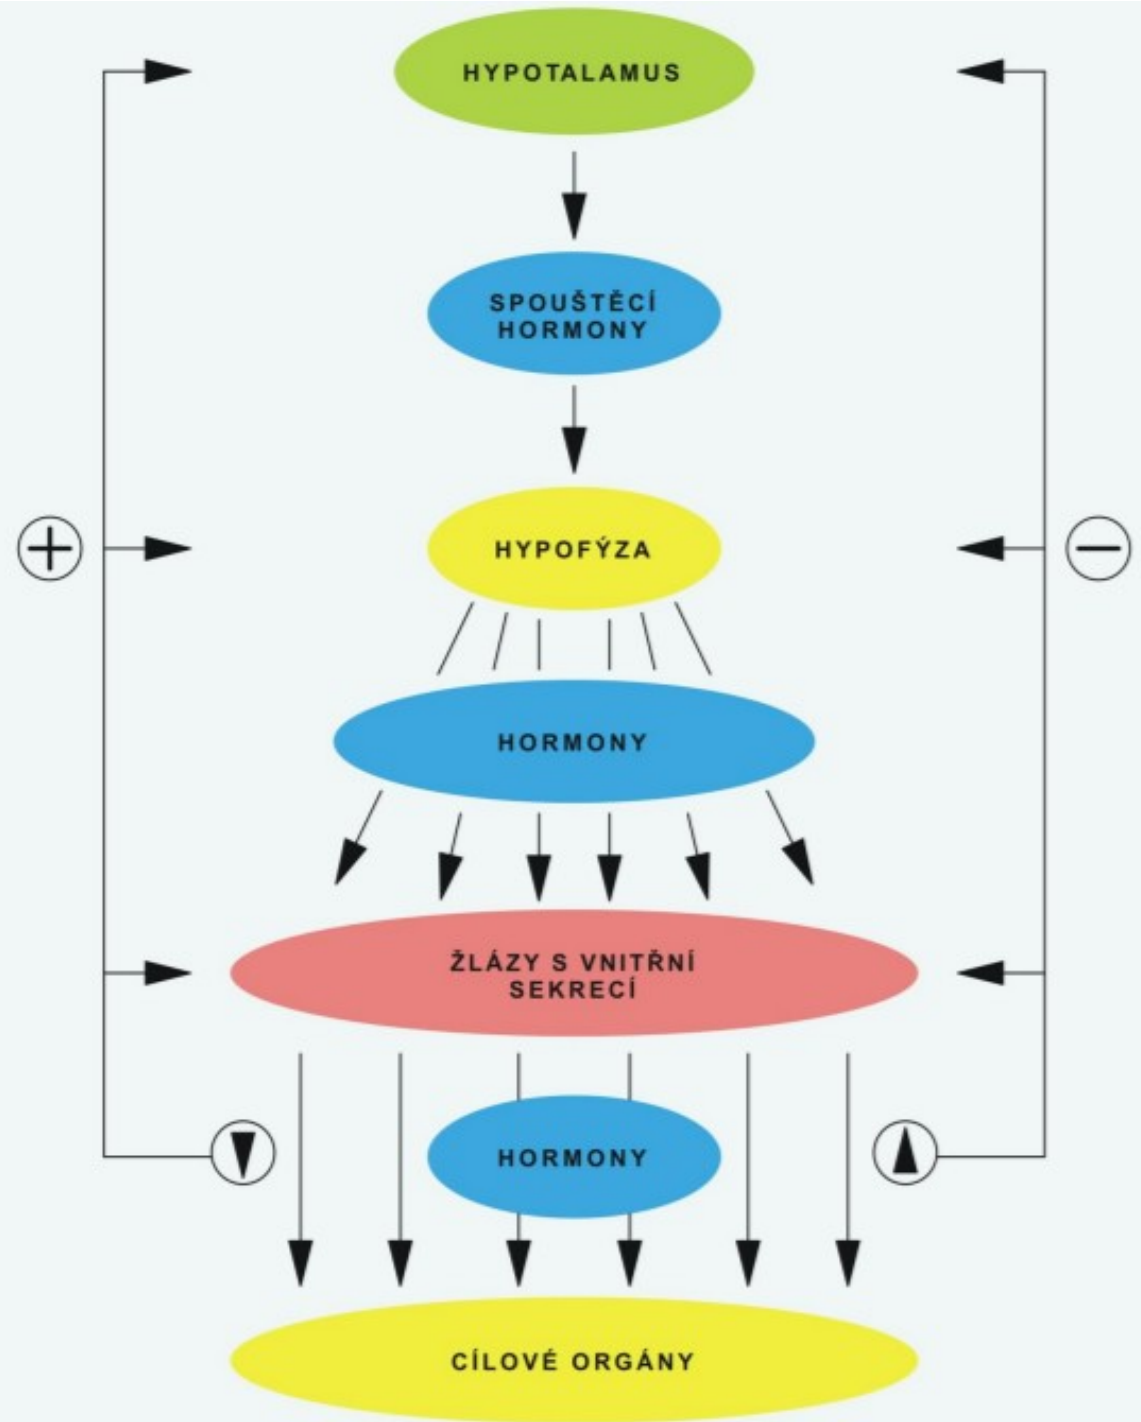 HYPOTALAMUS
SPOUŠTĚCÍ
HORMONY
HYPOFÝZA
HORMONY
ŽLÁZY S VNITŘNÍ
SEKRECÍ
HORMONY
CÍLOVÉ ORGÁNY